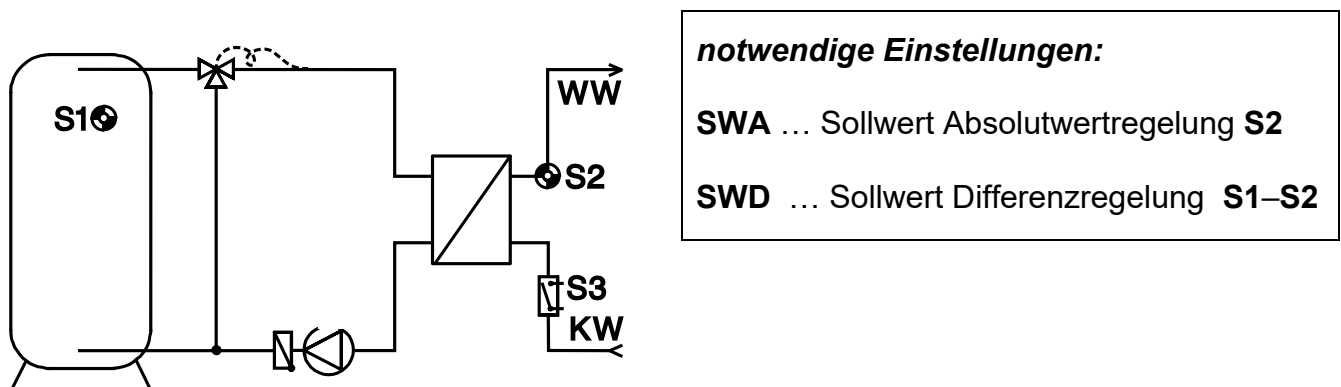 S1
WW
S2
S3
KW
notwendige Einstellungen:
SWA … Sollwert Absolutwertregelung S2
SWD … Sollwert Differenzregelung S1–S2